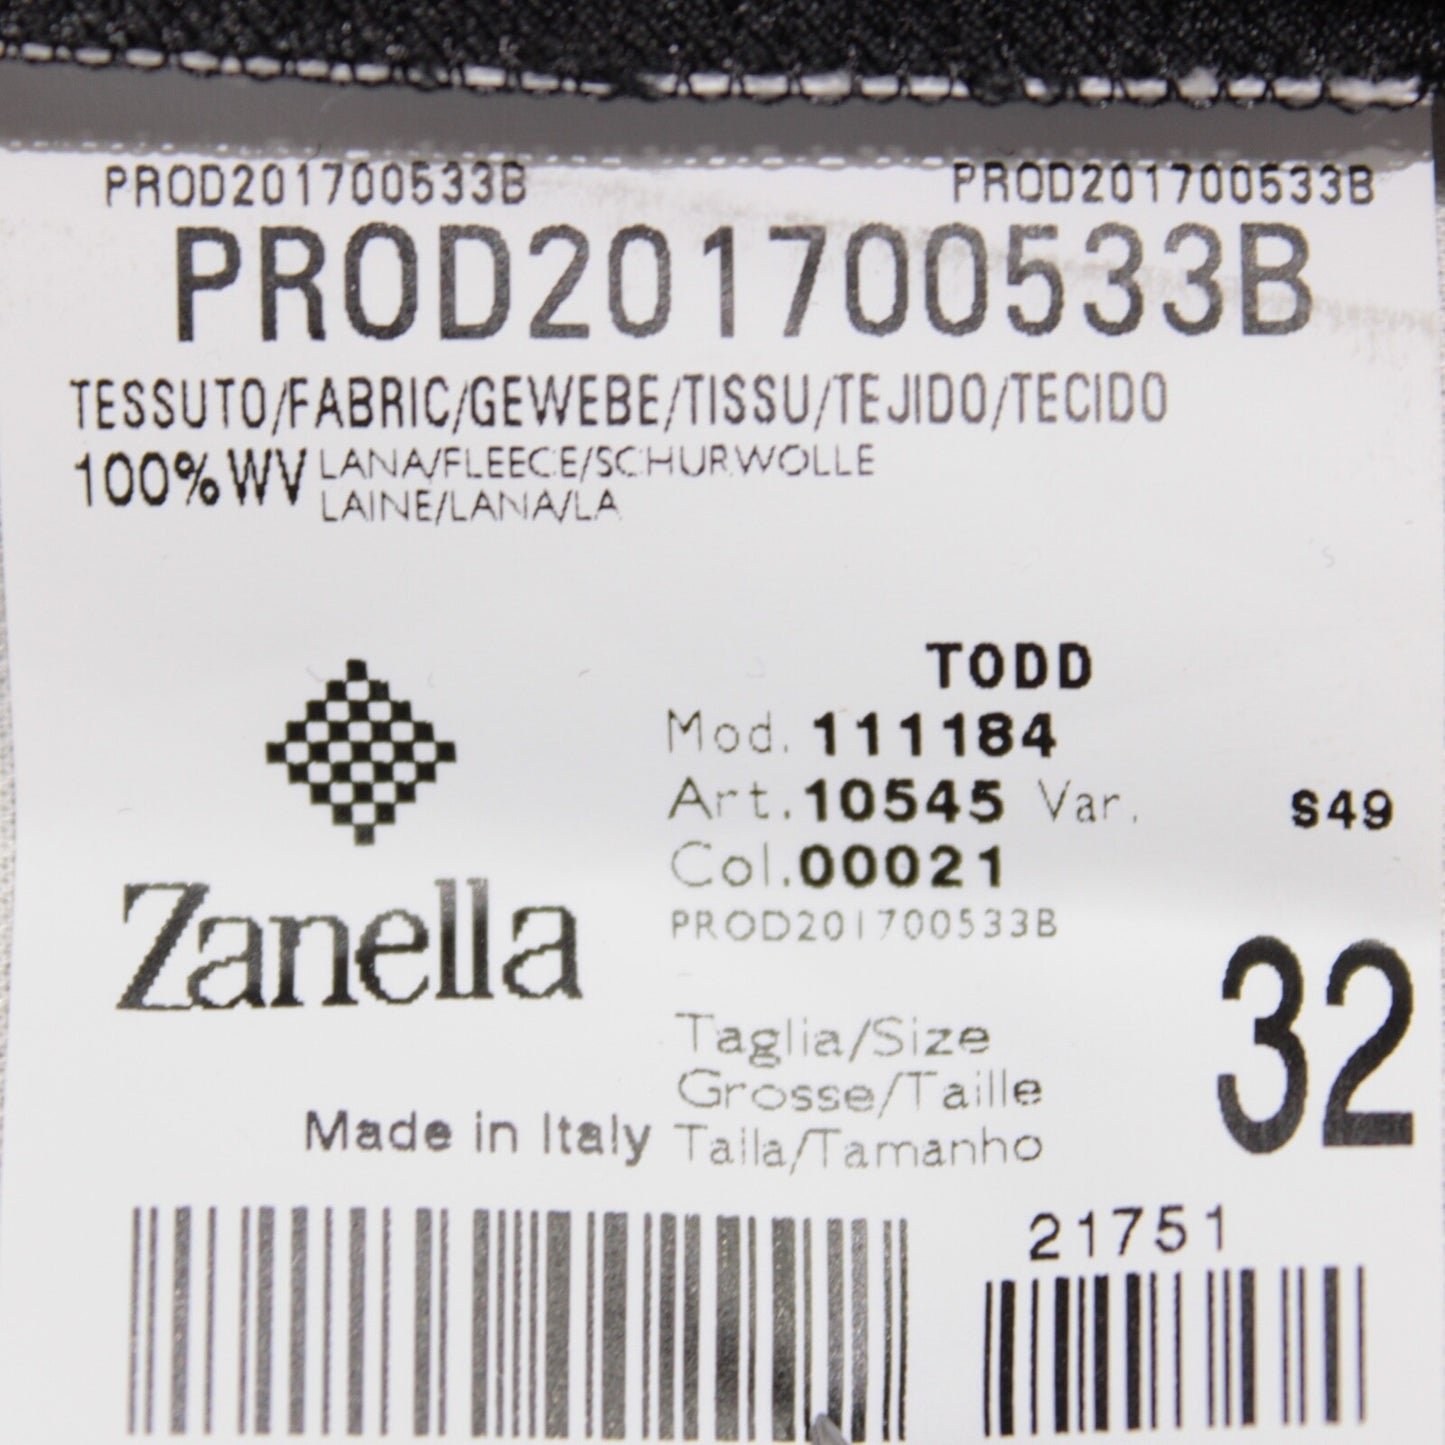 PROD201700533B PROD201700533B
PROD201700533B
TESSUTO/FABRIC/GEWEBE/TISSU/TEJIDO/TECIDO
100% WV LANA/FLEECE/SCHURWOLLE
LAINE/LANA/LA
TODD
Mod. 111184
Art. 10545 Var. S49
Col. 00021
PROD201700533B
Zanella
32
Taglia/Size
Grosse/Taille
Made in Italy Talla/Tamanho
21751